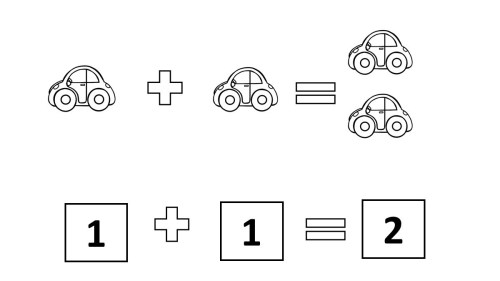 + =
1 + 1 = 2